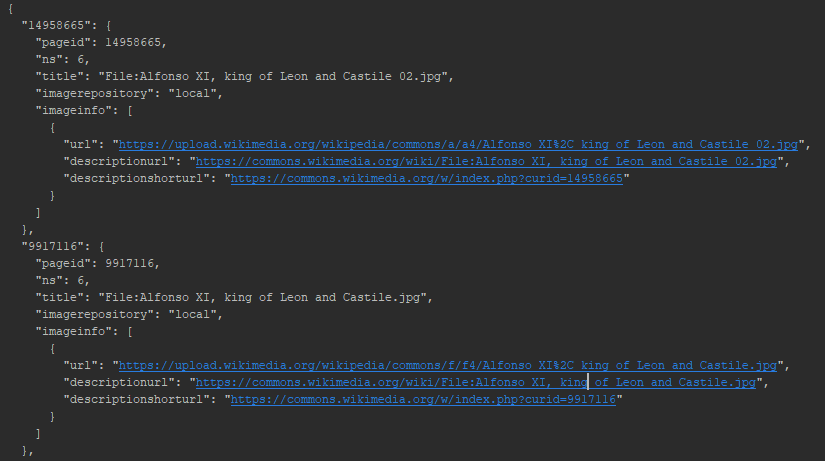 {
"14958665": {
"pageid": 14958665,
"ns": 6,
"title": "File:Alfonso XI, king of Leon and Castile 02.jpg",
"imagerepository": "local",
"imageinfo": [
{
"url": "https://upload.wikimedia.org/wikipedia/commons/a/a4/Alfonso_XI%2C_king_of_Leon_and_Castile_02.jpg",
"descriptionurl": "https://commons.wikimedia.org/wiki/File:Alfonso_XI,_king_of_Leon_and_Castile_02.jpg",
"descriptionshorturl": "https://commons.wikimedia.org/w/index.php?curid=14958665"
}
]
},
"9917116": {
"pageid": 9917116,
"ns": 6,
"title": "File:Alfonso XI, king of Leon and Castile.jpg",
"imagerepository": "local",
"imageinfo": [
{
"url": "https://upload.wikimedia.org/wikipedia/commons/f/f4/Alfonso_XI%2C_king_of_Leon_and_Castile.jpg",
"descriptionurl": "https://commons.wikimedia.org/wiki/File:Alfonso_XI,_king_of_Leon_and_Castile.jpg",
"descriptionshorturl": "https://commons.wikimedia.org/w/index.php?curid=9917116"
}
]
},